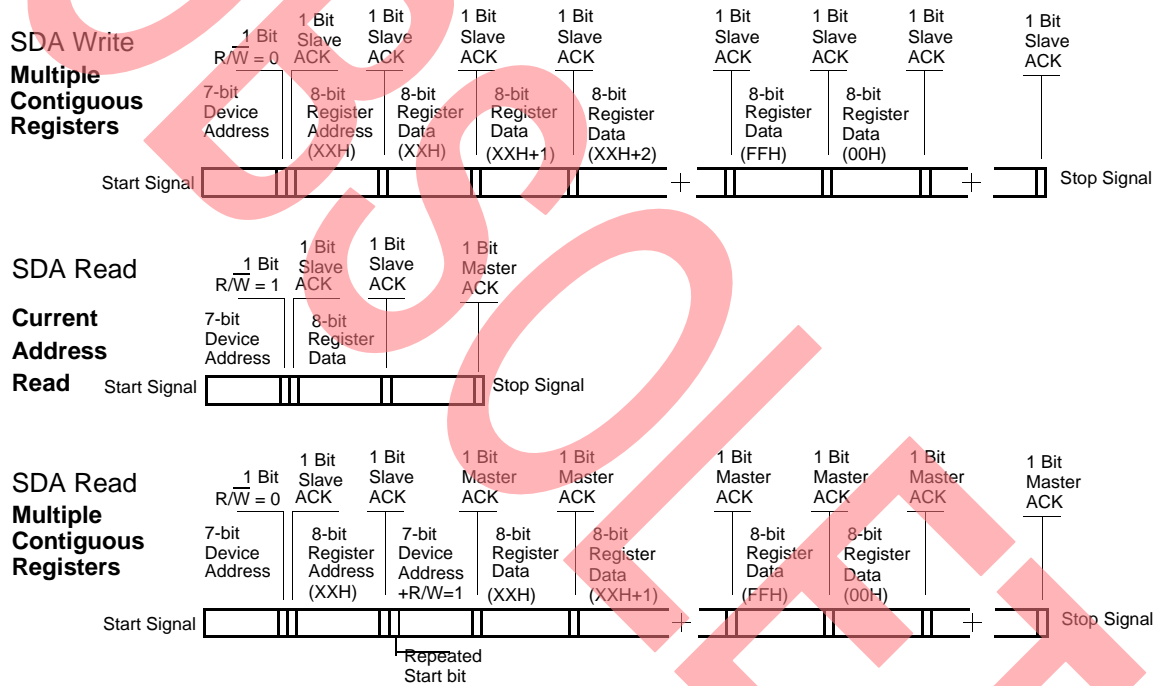 SDA Write
Multiple
Contiguous
Registers
1 Bit
R/W = 0
1 Bit
Slave
ACK
1 Bit
Slave
ACK
1 Bit
Slave
ACK
1 Bit
Slave
ACK
1 Bit
Slave
ACK
1 Bit
Slave
ACK
1 Bit
Slave
ACK
1 Bit
Slave
ACK
7-bit
Device
Address
8-bit
Register
Address
(XXH)
8-bit
Register
Data
(XXH)
8-bit
Register
Data
(XXH+1)
8-bit
Register
Data
(XXH+2)
8-bit
Register
Data
(FFH)
8-bit
Register
Data
(00H)
Start Signal
Stop Signal
SDA Read
Current
Address
Read
1 Bit
R/W = 1
1 Bit
Slave
ACK
1 Bit
Slave
ACK
1 Bit
Master
ACK
7-bit
Device
Address
8-bit
Register
Data
Start Signal
Stop Signal
SDA Read
Multiple
Contiguous
Registers
1 Bit
R/W = 0
1 Bit
Slave
ACK
1 Bit
Slave
ACK
1 Bit
Master
ACK
1 Bit
Master
ACK
1 Bit
Master
ACK
1 Bit
Master
ACK
1 Bit
Master
ACK
1 Bit
Master
ACK
7-bit
Device
Address
8-bit
Register
Address
(XXH)
7-bit
Device
Address
+R/W=1
8-bit
Register
Data
(XXH)
8-bit
Register
Data
(XXH+1)
8-bit
Register
Data
(FFH)
8-bit
Register
Data
(00H)
Start Signal
Stop Signal
Repeated
Start bit
OBSOLET